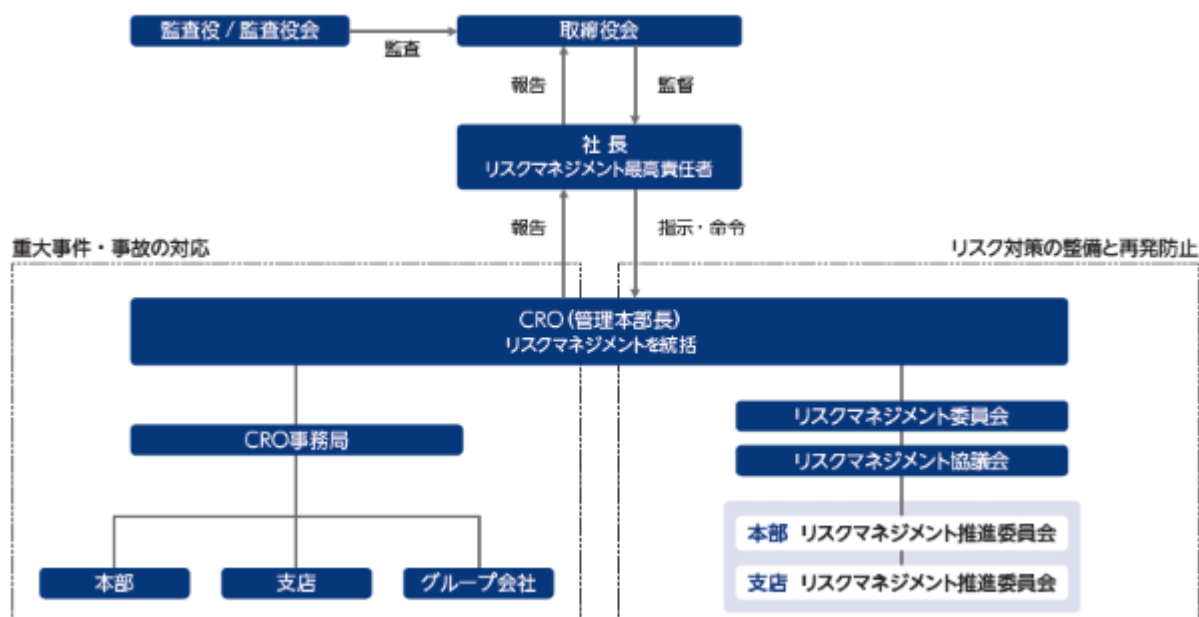 監査役 / 監査役会
取締役会
監査
報告
監督
社 長
リスクマネジメント最高責任者
報告
指示・命令
重大事件・事故の対応
リスク対策の整備と再発防止
CRO(管理本部長)
リスクマネジメントを統括
リスクマネジメント委員会
CRO事務局
リスクマネジメント協議会
本部 リスクマネジメント推進委員会
本部
支店
グループ会社
支店 リスクマネジメント推進委員会